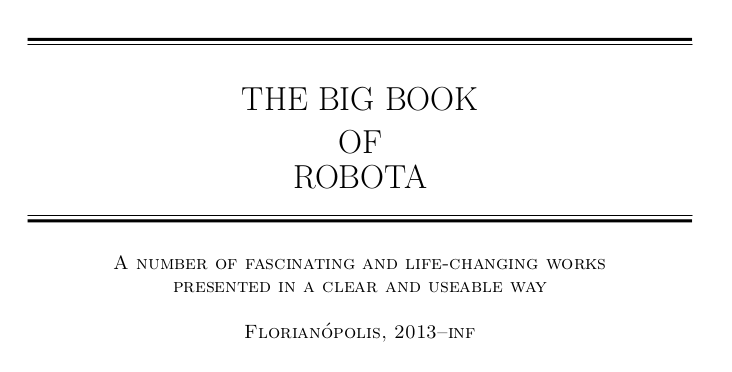 THE BIG BOOK
OF
ROBOTA
A number of fascinating and life-changing works
presented in a clear and useable way
Florianópolis, 2013–inf